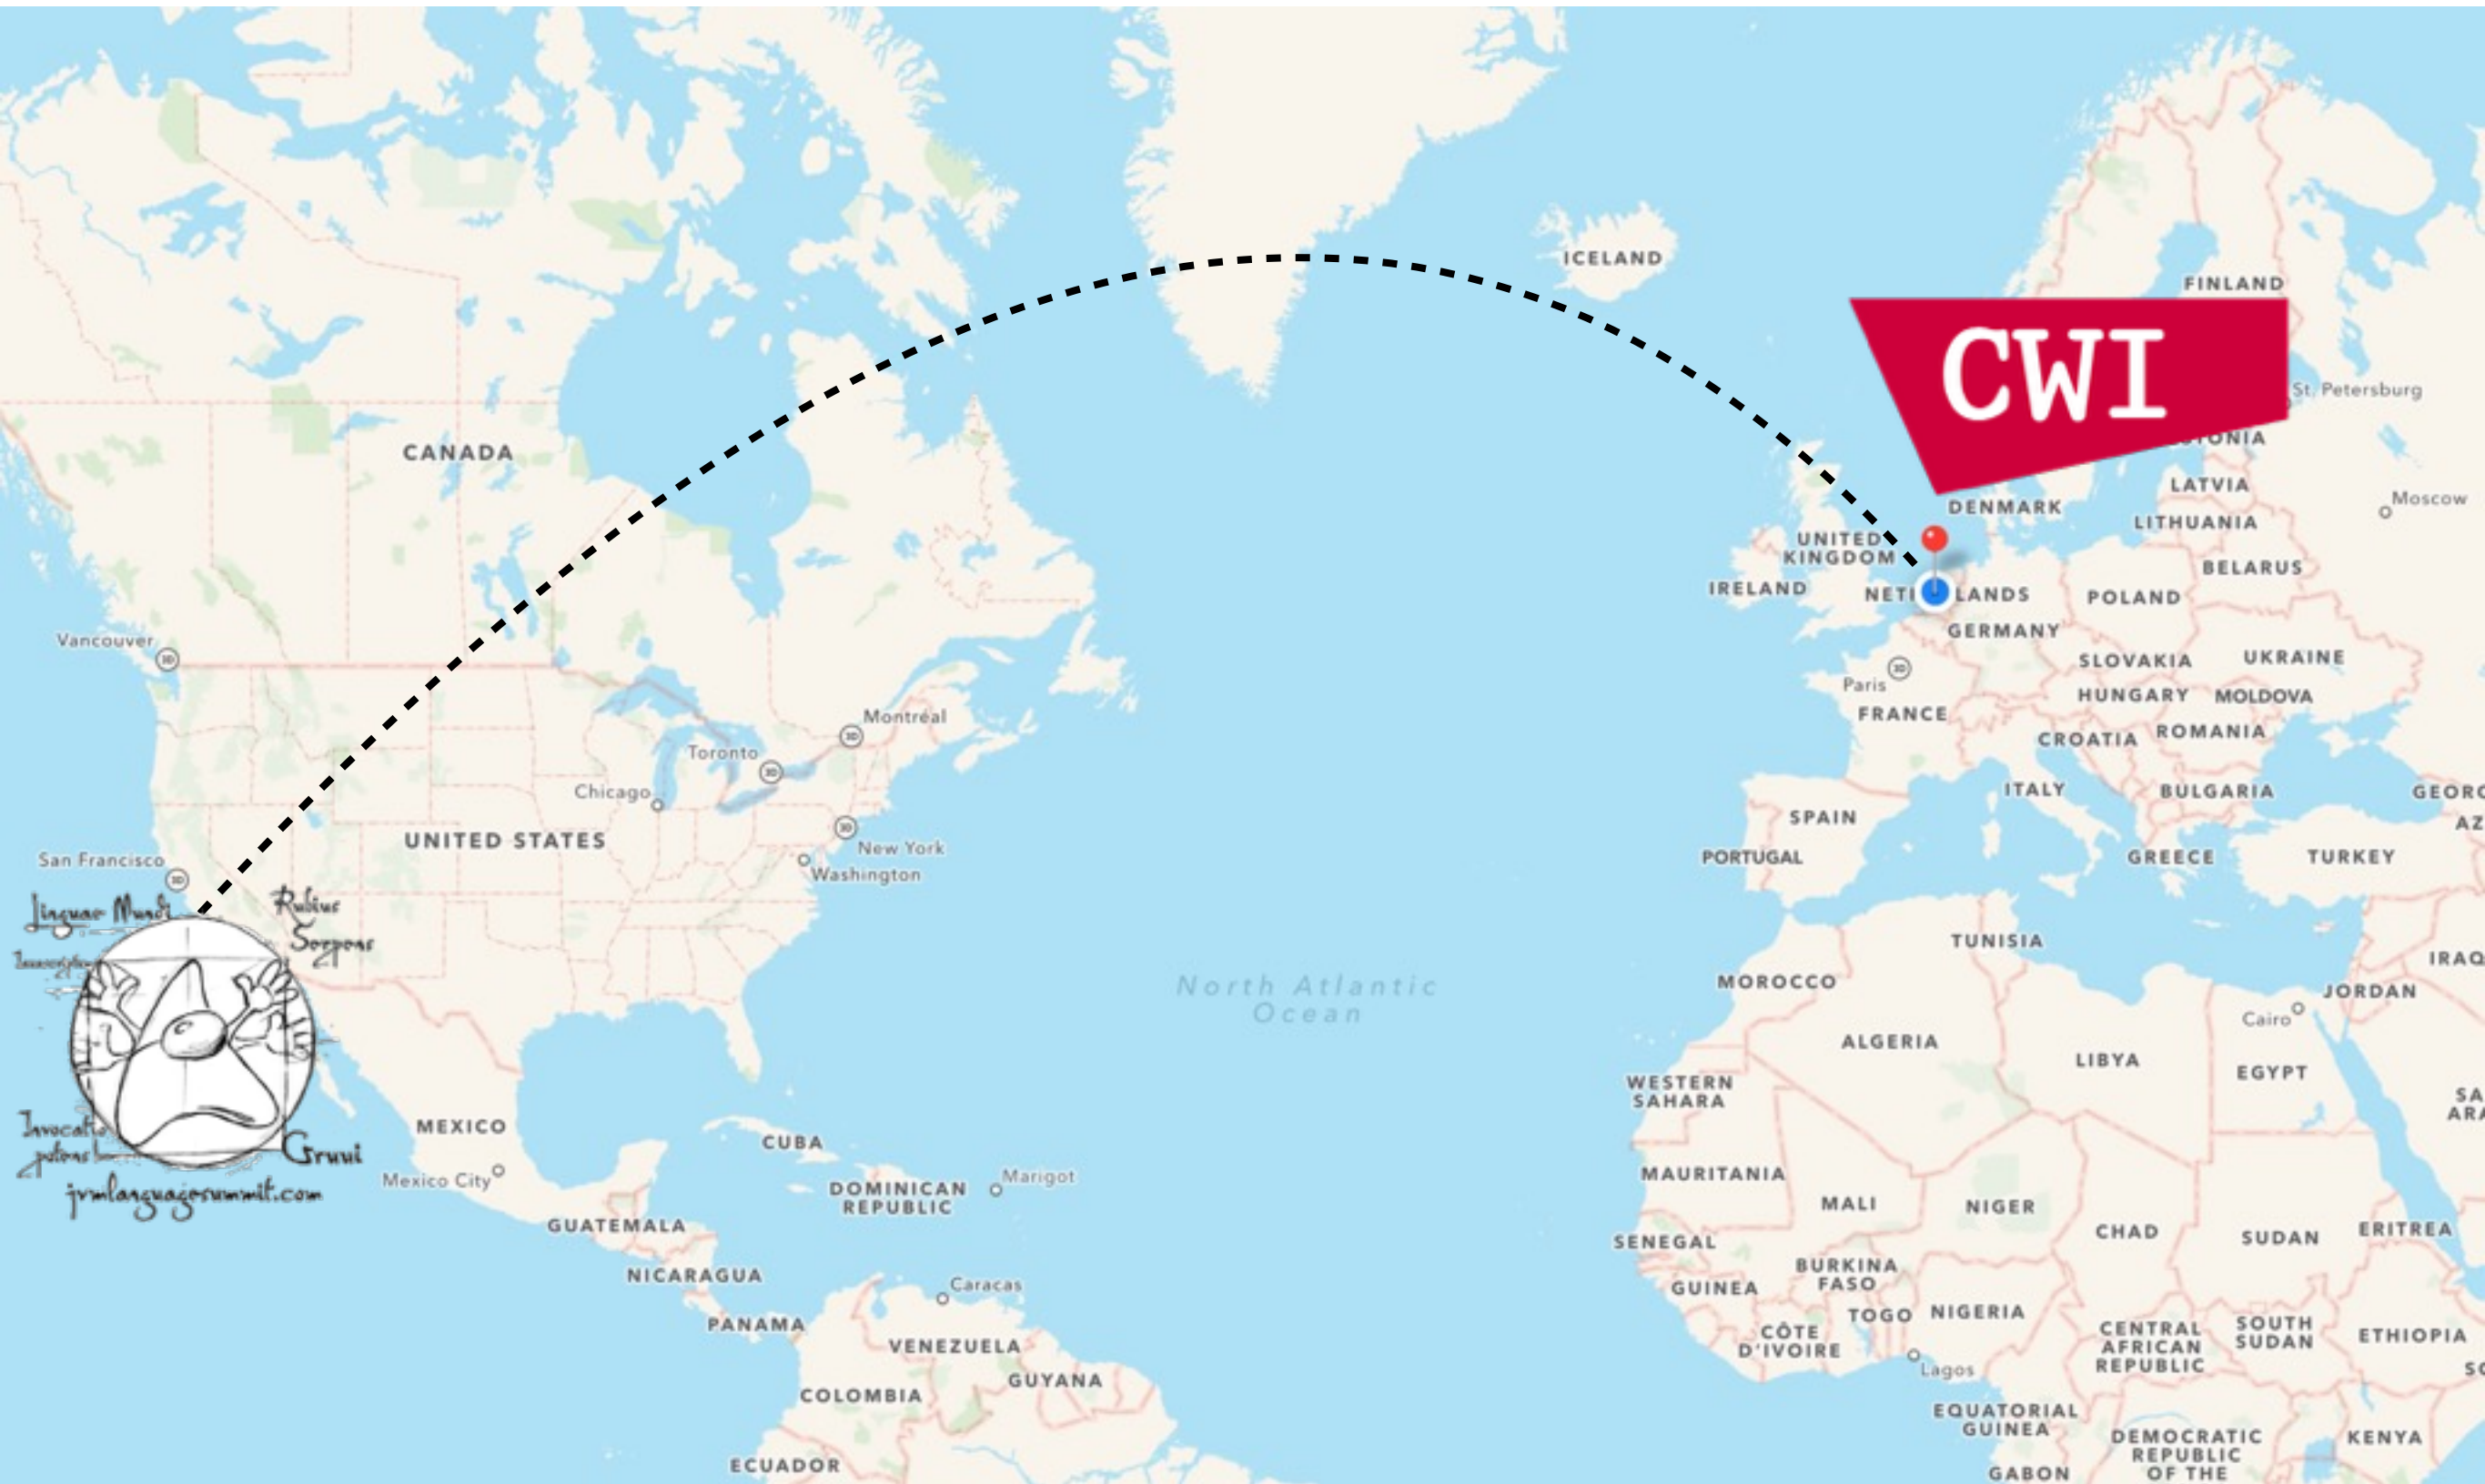 ICELAND
FINLAND
CWI
St. Petersburg
CANADA
LATVIA
Moscow
DENMARK
LITHUANIA
UNITED
KINGDOM
BELARUS
IRELAND
POLAND
GERMANY
Vancouver
SLOVAKIA
UKRAINE
Paris
HUNGARY
MOLDOVA
FRANCE
Montréal
ROMANIA
CROATIA
Toronto
Chicago
ITALY
BULGARIA
SPAIN
UNITED STATES
New York
PORTUGAL
GREECE
TURKEY
San Francisco
Washington
Linguae Mundi
Rubius
Serpens
TUNISIA
IRAQ
MOROCCO
North Atlantic
Ocean
JORDAN
Cairo
ALGERIA
LIBYA
EGYPT
WESTERN
SAHARA
MEXICO
CUBA
Gruui
jvmlanguagesummit.com
Mexico City
Marigot
DOMINICAN
REPUBLIC
MAURITANIA
MALI
NIGER
GUATEMALA
CHAD
SUDAN
ERITREA
SENEGAL
NICARAGUA
BURKINA
FASO
Caracas
GUINEA
TOGO
NIGERIA
PANAMA
CÔTE
D'IVOIRE
CENTRAL
AFRICAN
REPUBLIC
SOUTH
SUDAN
ETHIOPIA
VENEZUELA
Lagos
GUYANA
COLOMBIA
EQUATORIAL
GUINEA
DEMOCRATIC
REPUBLIC
OF THE
KENYA
ECUADOR
GABON